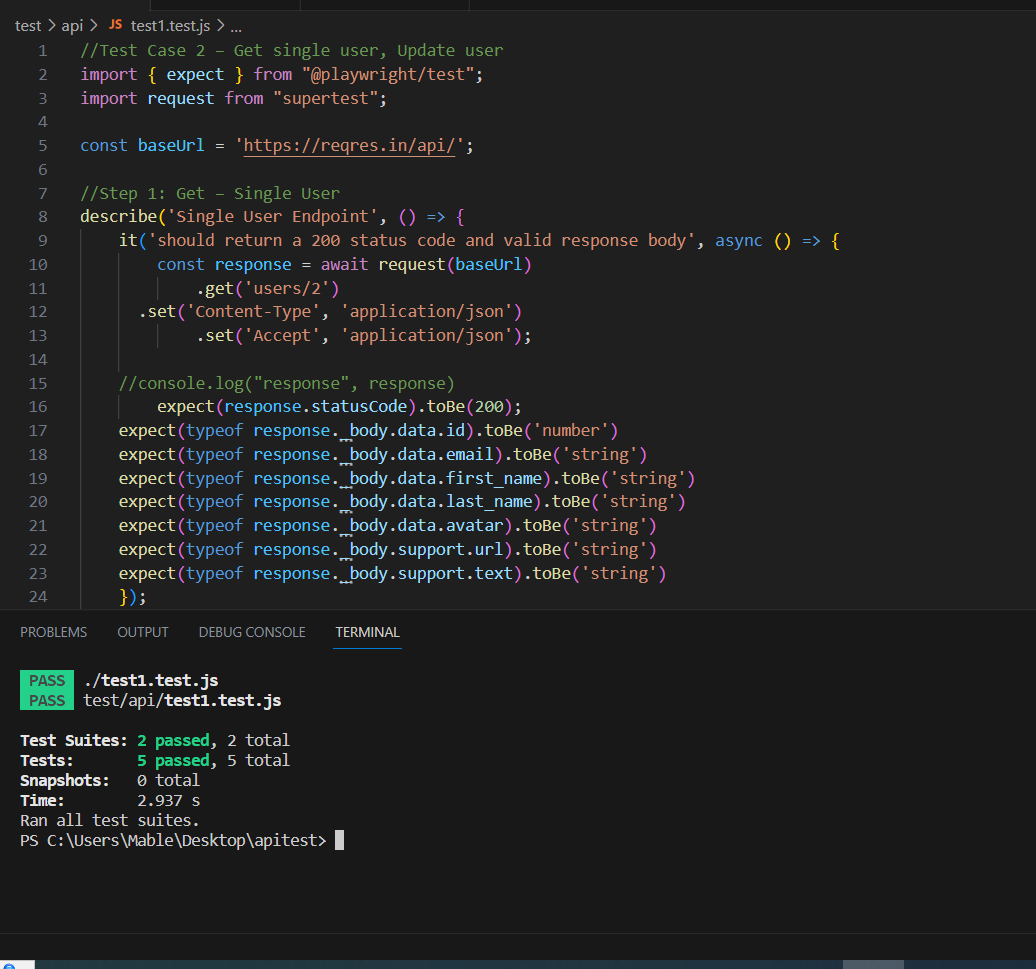 test > api > JS test1.test.js > ...
1 //Test Case 2 – Get single user, Update user
2 import { expect } from "@playwright/test";
3 import request from "supertest";
4
5 const baseUrl = 'https://reqres.in/api/';
6
7 //Step 1: Get – Single User
8 describe('Single User Endpoint', () => {
9 it('should return a 200 status code and valid response body', async () => {
10 const response = await request(baseUrl)
11 .get('users/2')
12 .set('Content-Type', 'application/json')
13 .set('Accept', 'application/json');
14
15 //console.log("response", response)
16 expect(response.statusCode).toBe(200);
17 expect(typeof response._body.data.id).toBe('number')
18 expect(typeof response._body.data.email).toBe('string')
19 expect(typeof response._body.data.first_name).toBe('string')
20 expect(typeof response._body.data.last_name).toBe('string')
21 expect(typeof response._body.data.avatar).toBe('string')
22 expect(typeof response._body.support.url).toBe('string')
23 expect(typeof response._body.support.text).toBe('string')
24 });
PROBLEMS OUTPUT DEBUG CONSOLE TERMINAL
PASS ./test1.test.js
PASS test/api/test1.test.js
Test Suites: 2 passed, 2 total
Tests: 5 passed, 5 total
Snapshots: 0 total
Time: 2.937 s
Ran all test suites.
PS C:\Users\Mable\Desktop\apitest>